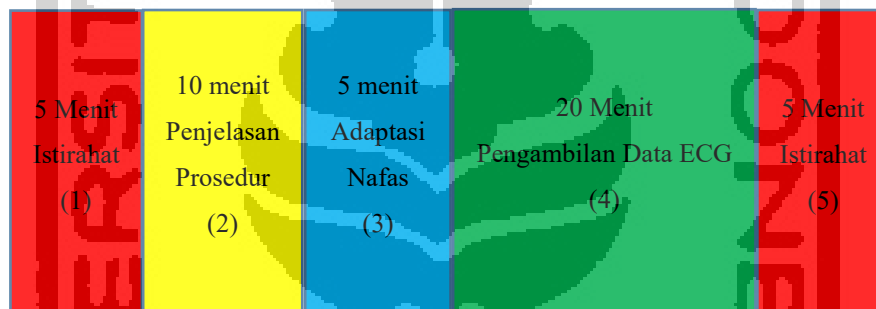 5 Menit
Istirahat
(1)
10 menit
Penjelasan
Prosedur
(2)
5 menit
Adaptasi
Nafas
(3)
20 Menit
Pengambilan Data ECG
(4)
5 Menit
Istirahat
(5)